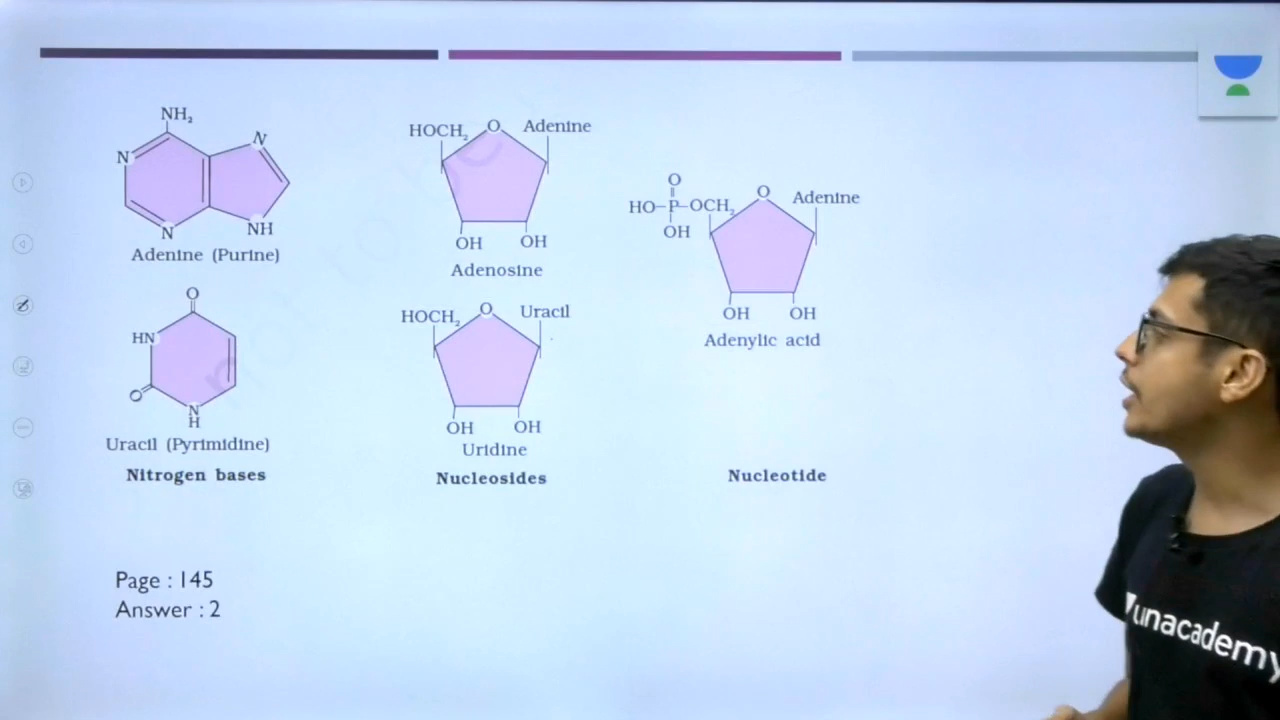 NH₂
N
N
N
NH
Adenine (Purine)
O
HN
O
N
H
Uracil (Pyrimidine)
Nitrogen bases
HOCH₂
O
Adenine
OH
OH
Adenosine
HOCH₂
O
Uracil
OH
OH
Uridine
Nucleosides
O
HO–P–OCH₂
OH
O
Adenine
OH
OH
Adenylic acid
Nucleotide
Page : 145
Answer : 2
unacademy